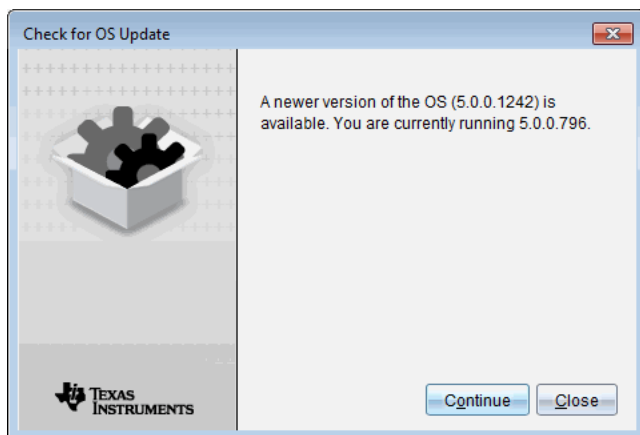 Check for OS Update
A newer version of the OS (5.0.0.1242) is
available. You are currently running 5.0.0.796.
TEXAS
INSTRUMENTS
Continue
Close